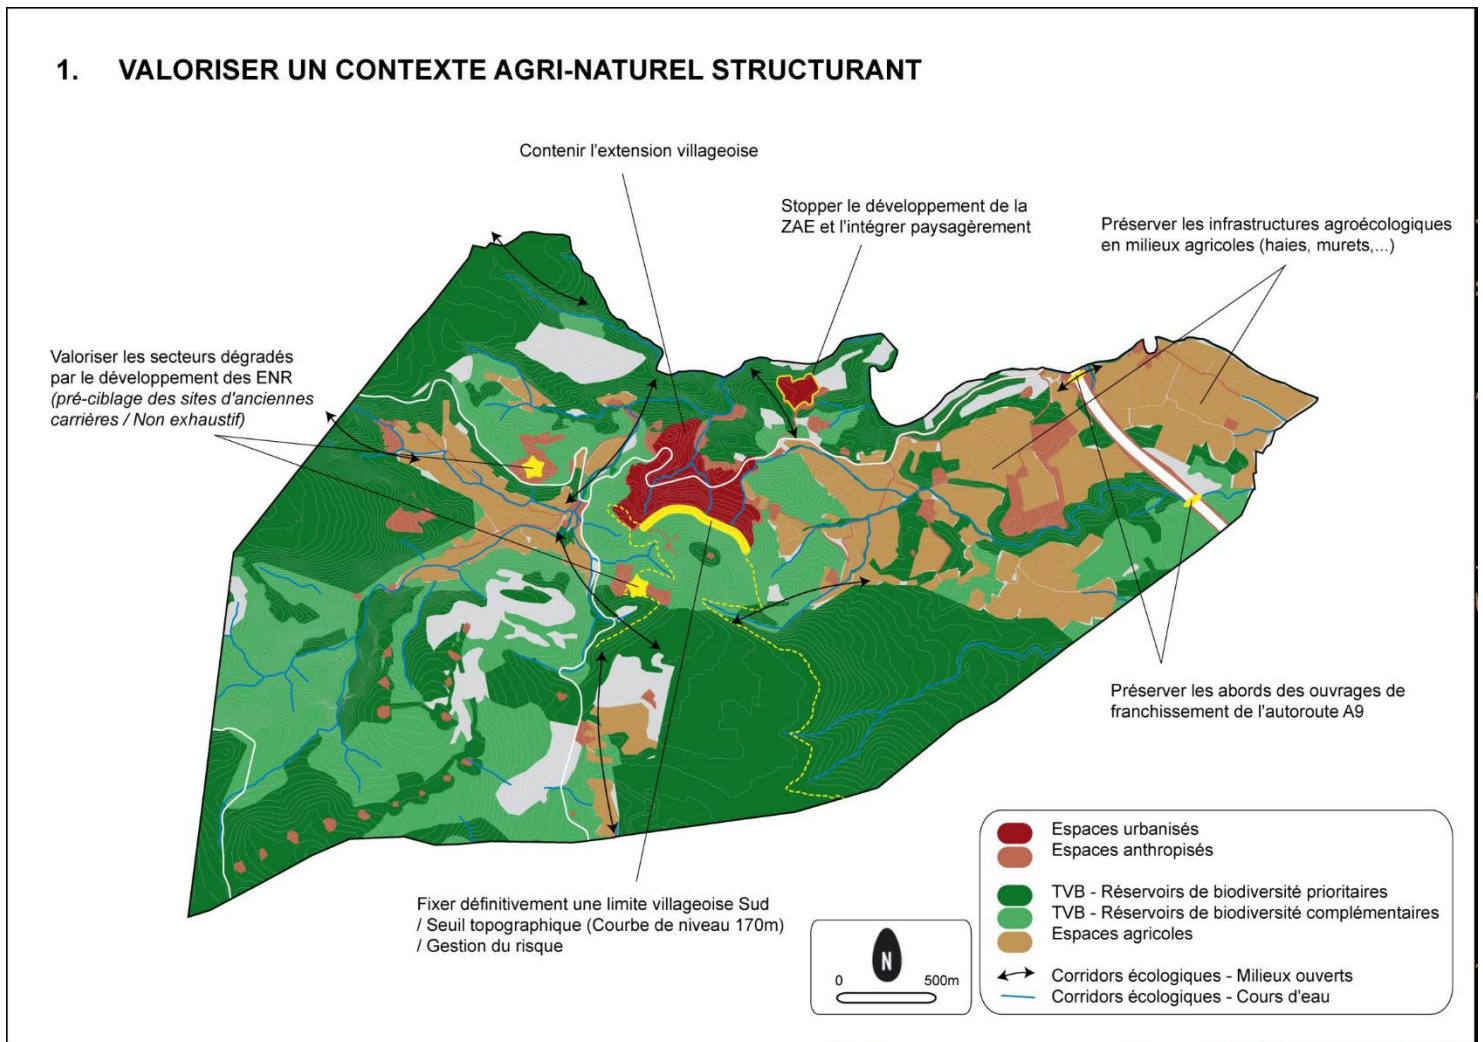 1. VALORISER UN CONTEXTE AGRI-NATUREL STRUCTURANT
Contenir l'extension villageoise
Stopper le développement de la
ZAE et l'intégrer paysagèrement
Préserver les infrastructures agroécologiques
en milieux agricoles (haies, murets,...)
Valoriser les secteurs dégradés
par le développement des ENR
(pré-ciblage des sites d'anciennes
carrières / Non exhaustif)
Préserver les abords des ouvrages de
franchissement de l'autoroute A9
Fixer définitivement une limite villageoise Sud
/ Seuil topographique (Courbe de niveau 170m)
/ Gestion du risque
N
0 500m
Espaces urbanisés
Espaces anthropisés
TVB - Réservoirs de biodiversité prioritaires
TVB - Réservoirs de biodiversité complémentaires
Espaces agricoles
Corridors écologiques - Milieux ouverts
Corridors écologiques - Cours d'eau